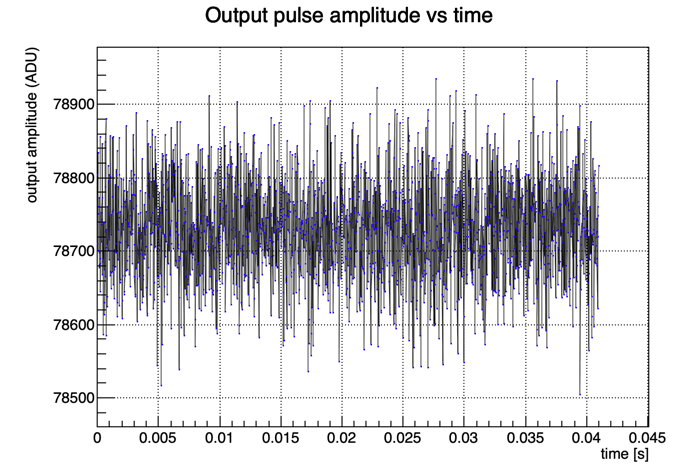 Output pulse amplitude vs time
output amplitude (ADU)
78900
78800
78700
78600
78500
0 0.005 0.01 0.015 0.02 0.025 0.03 0.035 0.04 0.045
time [s]